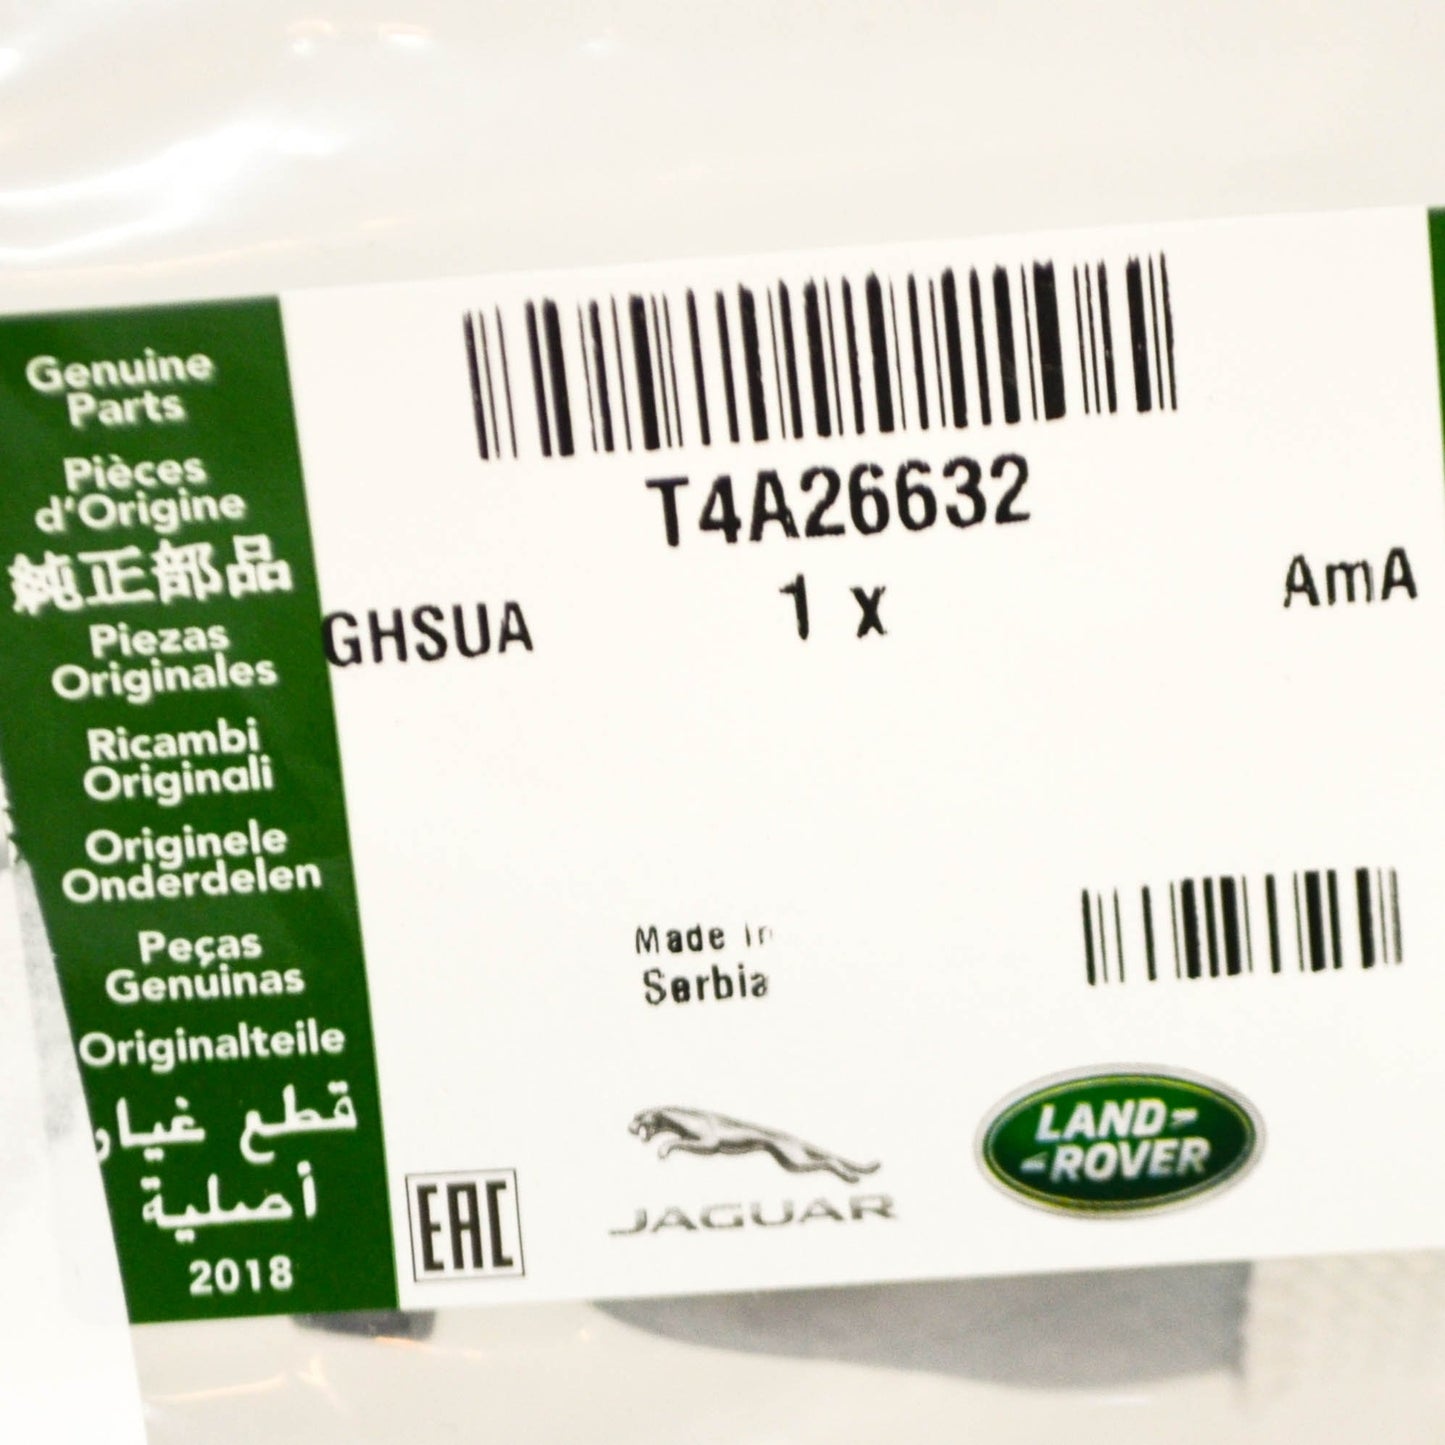 Genuine
Parts
Pièces
d'Origine
純正部品
Piezas
Originales
Ricambi
Originali
Originele
Onderdelen
Peças
Genuinas
Originalteile
قطع غيار
أصلية
2018
T4A26632
GHSUA
1 x
AmA
Made in
Serbia
EAC
JAGUAR
LAND
ROVER